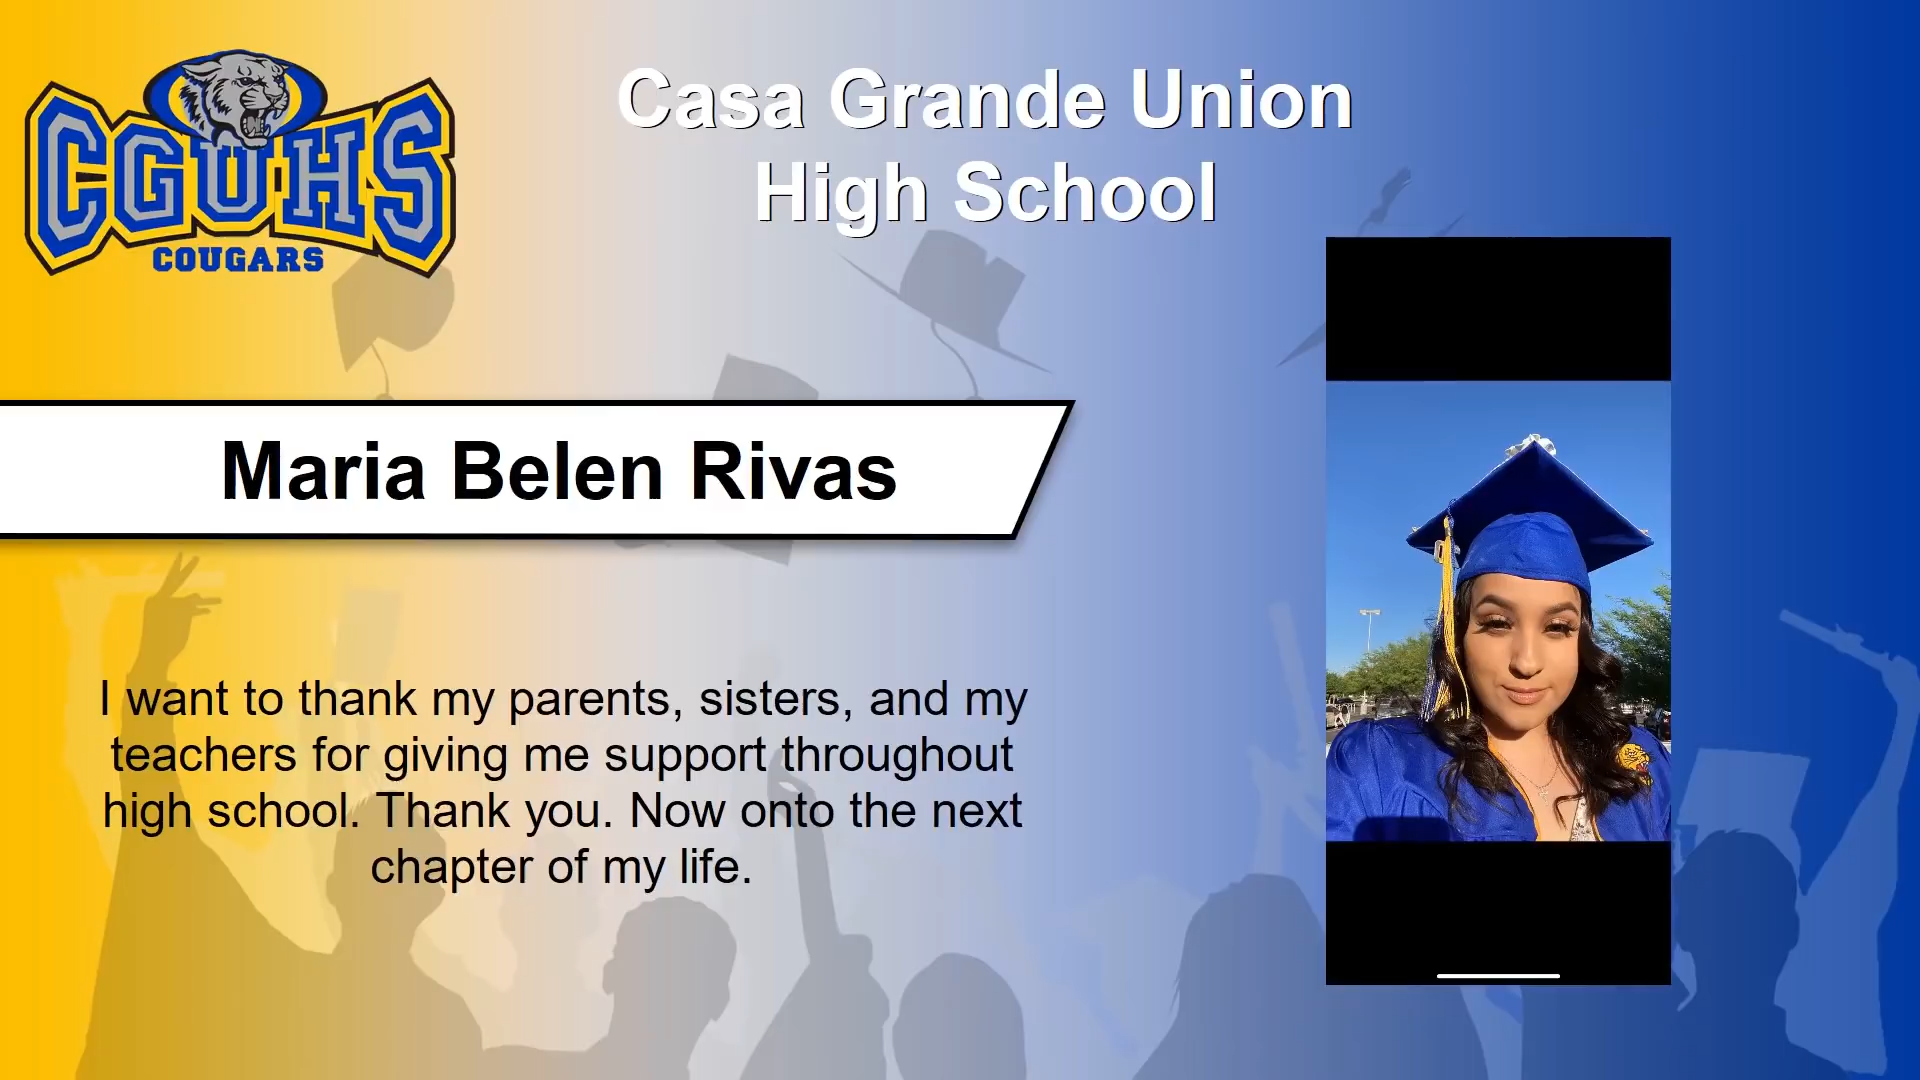 CGUHS
COUGARS
Casa Grande Union
High School
Maria Belen Rivas
I want to thank my parents, sisters, and my
teachers for giving me support throughout
high school. Thank you. Now onto the next
chapter of my life.